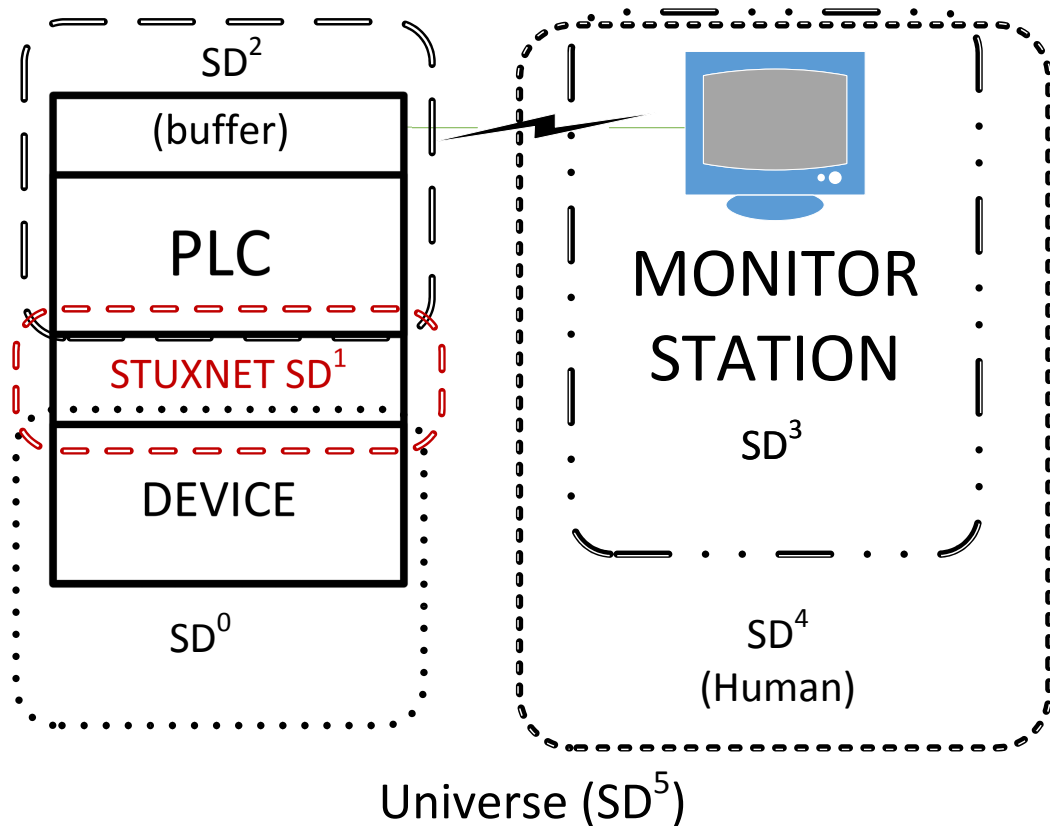 SD²
(buffer)
PLC
STUXNET SD¹
DEVICE
SD⁰
MONITOR
STATION
SD³
SD⁴
(Human)
Universe (SD⁵)